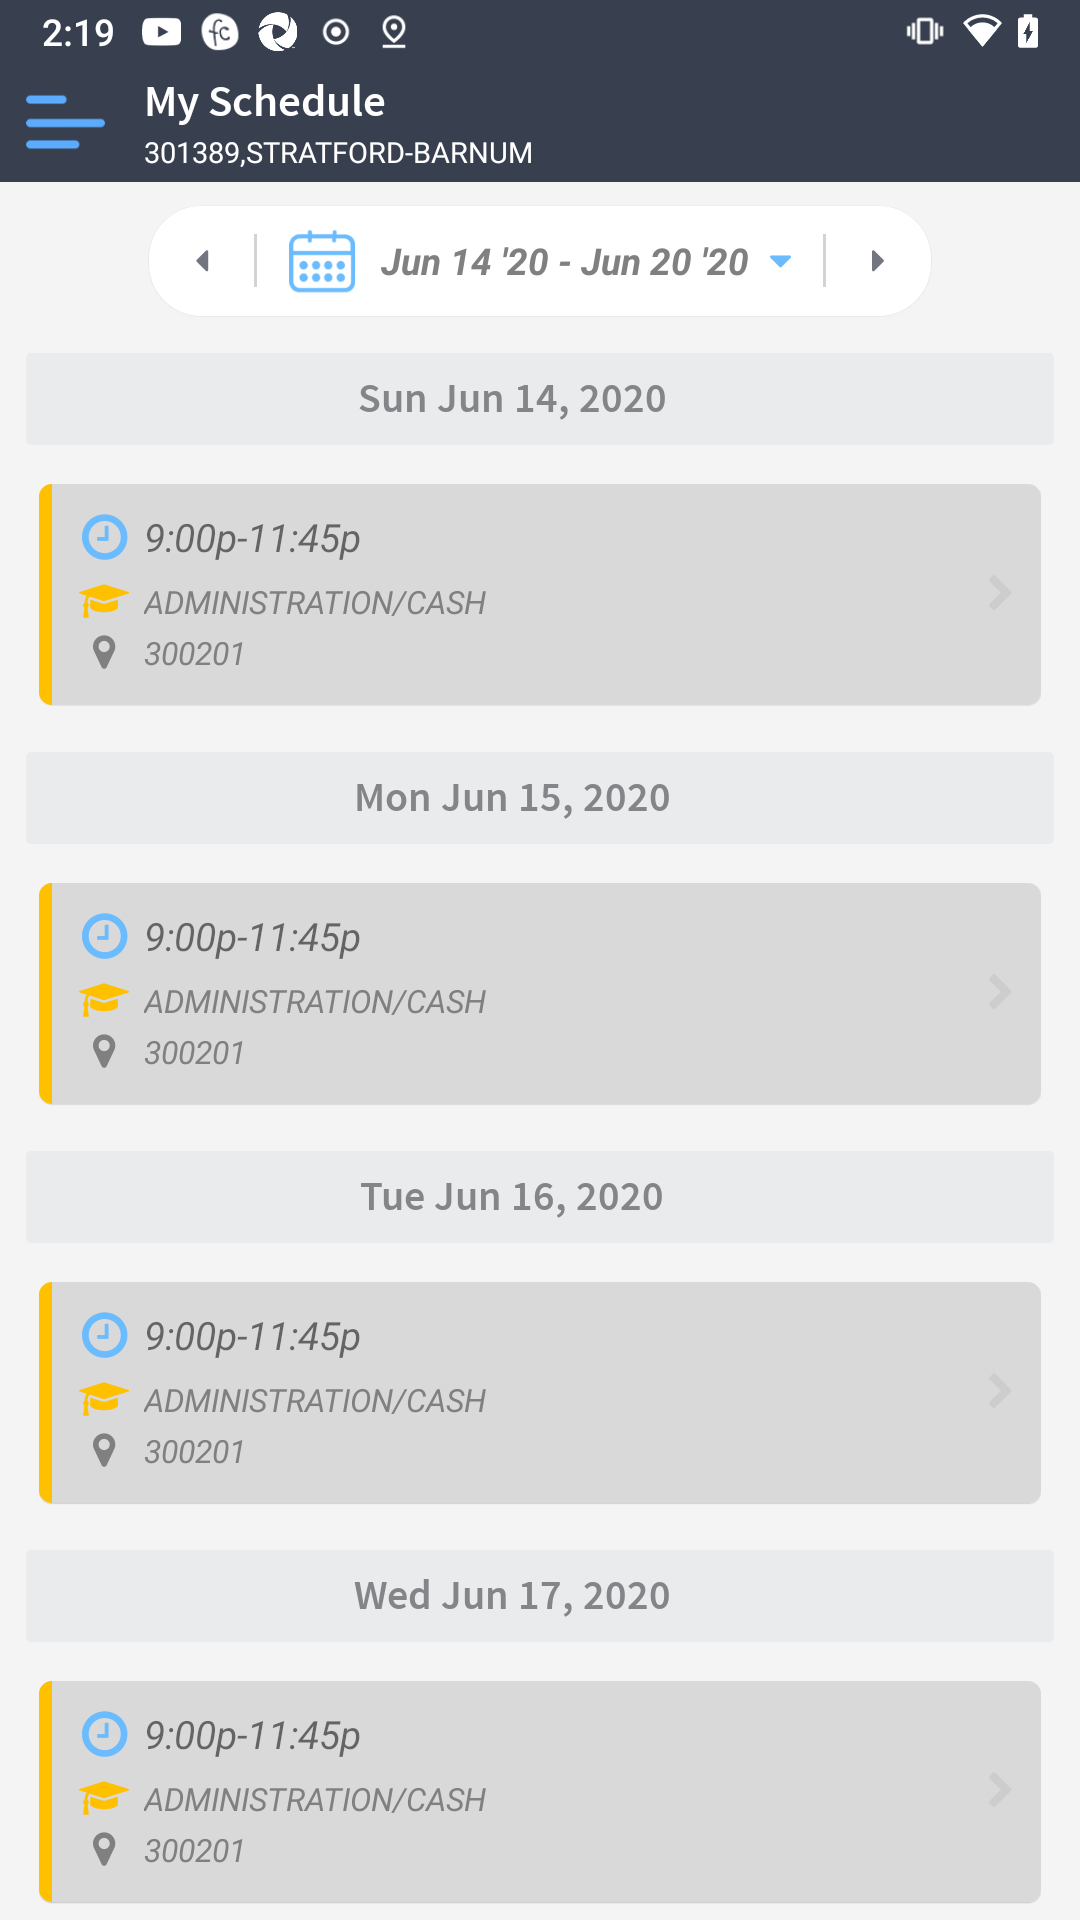 2:19
My Schedule
301389,STRATFORD-BARNUM
Jun 14 '20 - Jun 20 '20
Sun Jun 14, 2020
9:00p-11:45p
ADMINISTRATION/CASH
300201
Mon Jun 15, 2020
9:00p-11:45p
ADMINISTRATION/CASH
300201
Tue Jun 16, 2020
9:00p-11:45p
ADMINISTRATION/CASH
300201
Wed Jun 17, 2020
9:00p-11:45p
ADMINISTRATION/CASH
300201